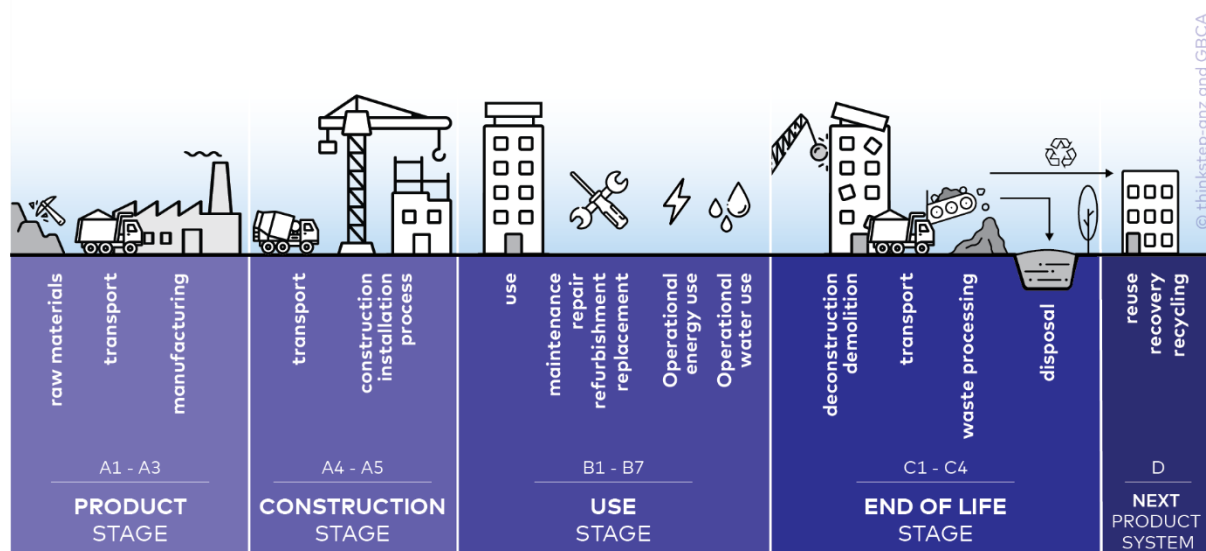 © thinkstep-anz and GBCA
raw materials
transport
manufacturing
A1 - A3
PRODUCT
STAGE
transport
construction
installation
process
A4 - A5
CONSTRUCTION
STAGE
use
maintenance
repair
refurbishment
replacement
Operational
energy use
Operational
water use
B1 - B7
USE
STAGE
deconstruction
demolition
transport
waste processing
disposal
C1 - C4
END OF LIFE
STAGE
reuse
recovery
recycling
D
NEXT
PRODUCT
SYSTEM